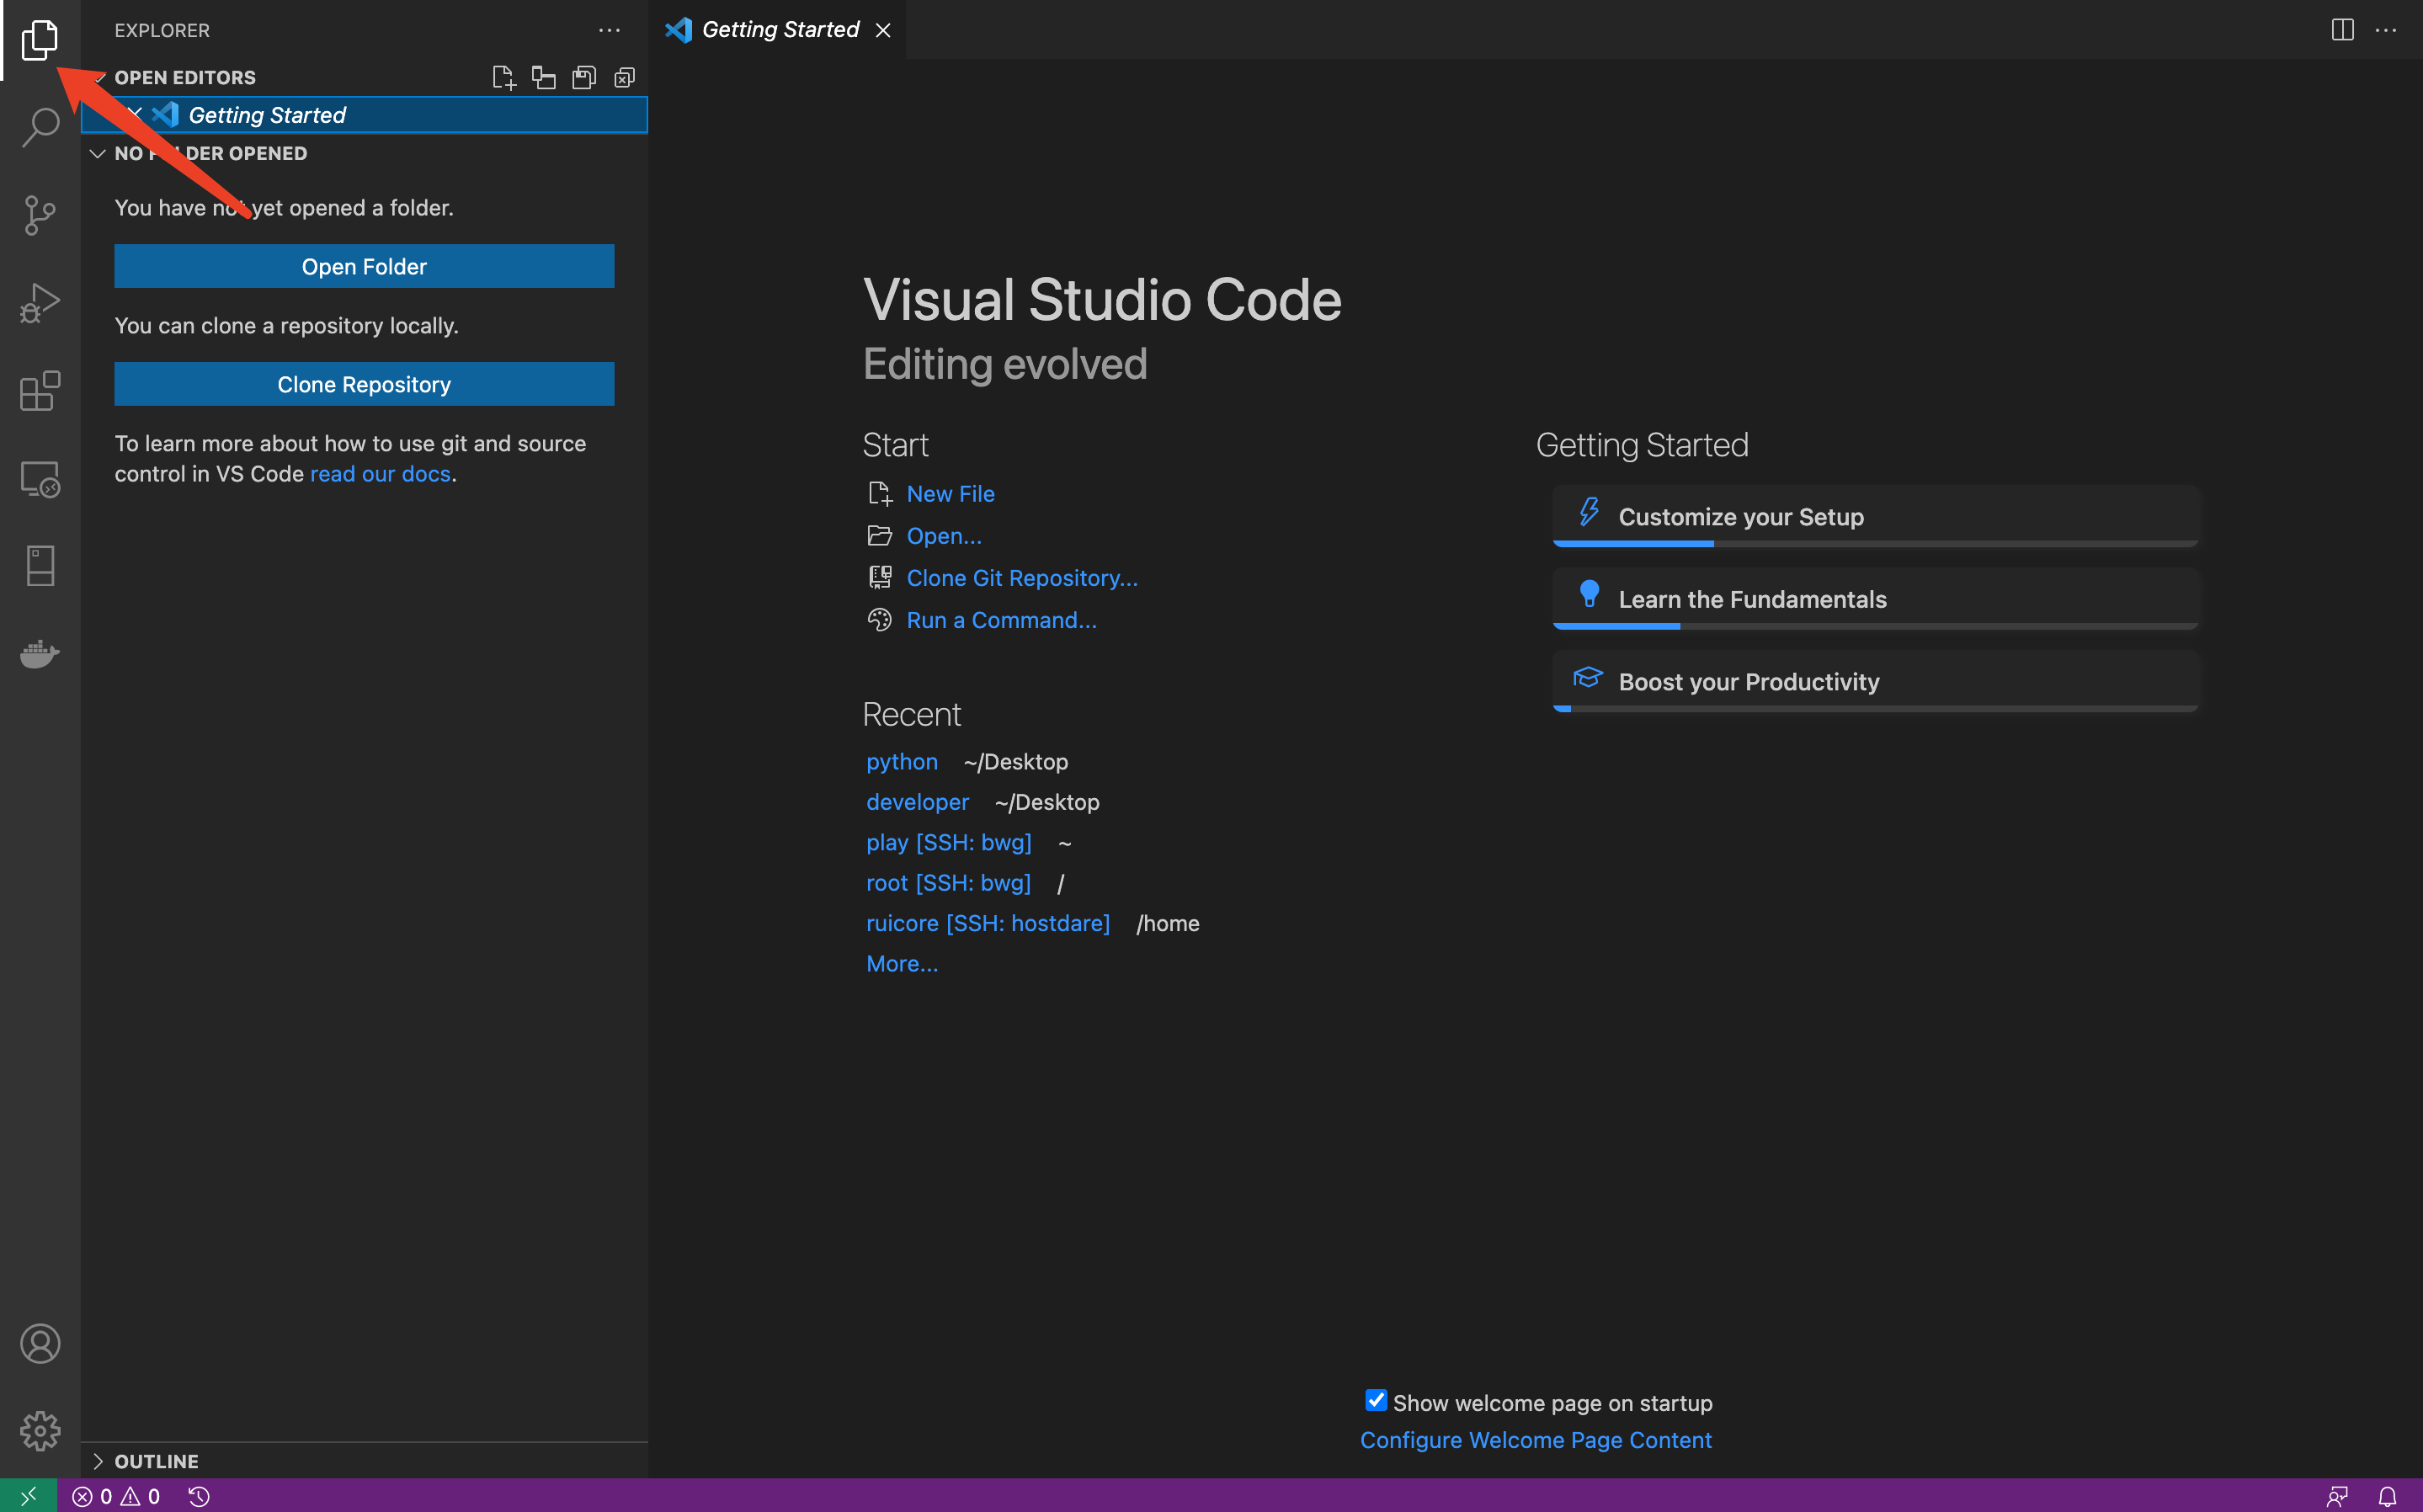 EXPLORER
OPEN EDITORS
Getting Started
NO FOLDER OPENED
You have not yet opened a folder.
Open Folder
You can clone a repository locally.
Clone Repository
To learn more about how to use git and source
control in VS Code read our docs.
OUTLINE
Getting Started
Visual Studio Code
Editing evolved
Start
New File
Open...
Clone Git Repository...
Run a Command...
Recent
python ~/Desktop
developer ~/Desktop
play [SSH: bwg] ~
root [SSH: bwg] /
ruicore [SSH: hostdare] /home
More...
Getting Started
Customize your Setup
Learn the Fundamentals
Boost your Productivity
Show welcome page on startup
Configure Welcome Page Content
0 0